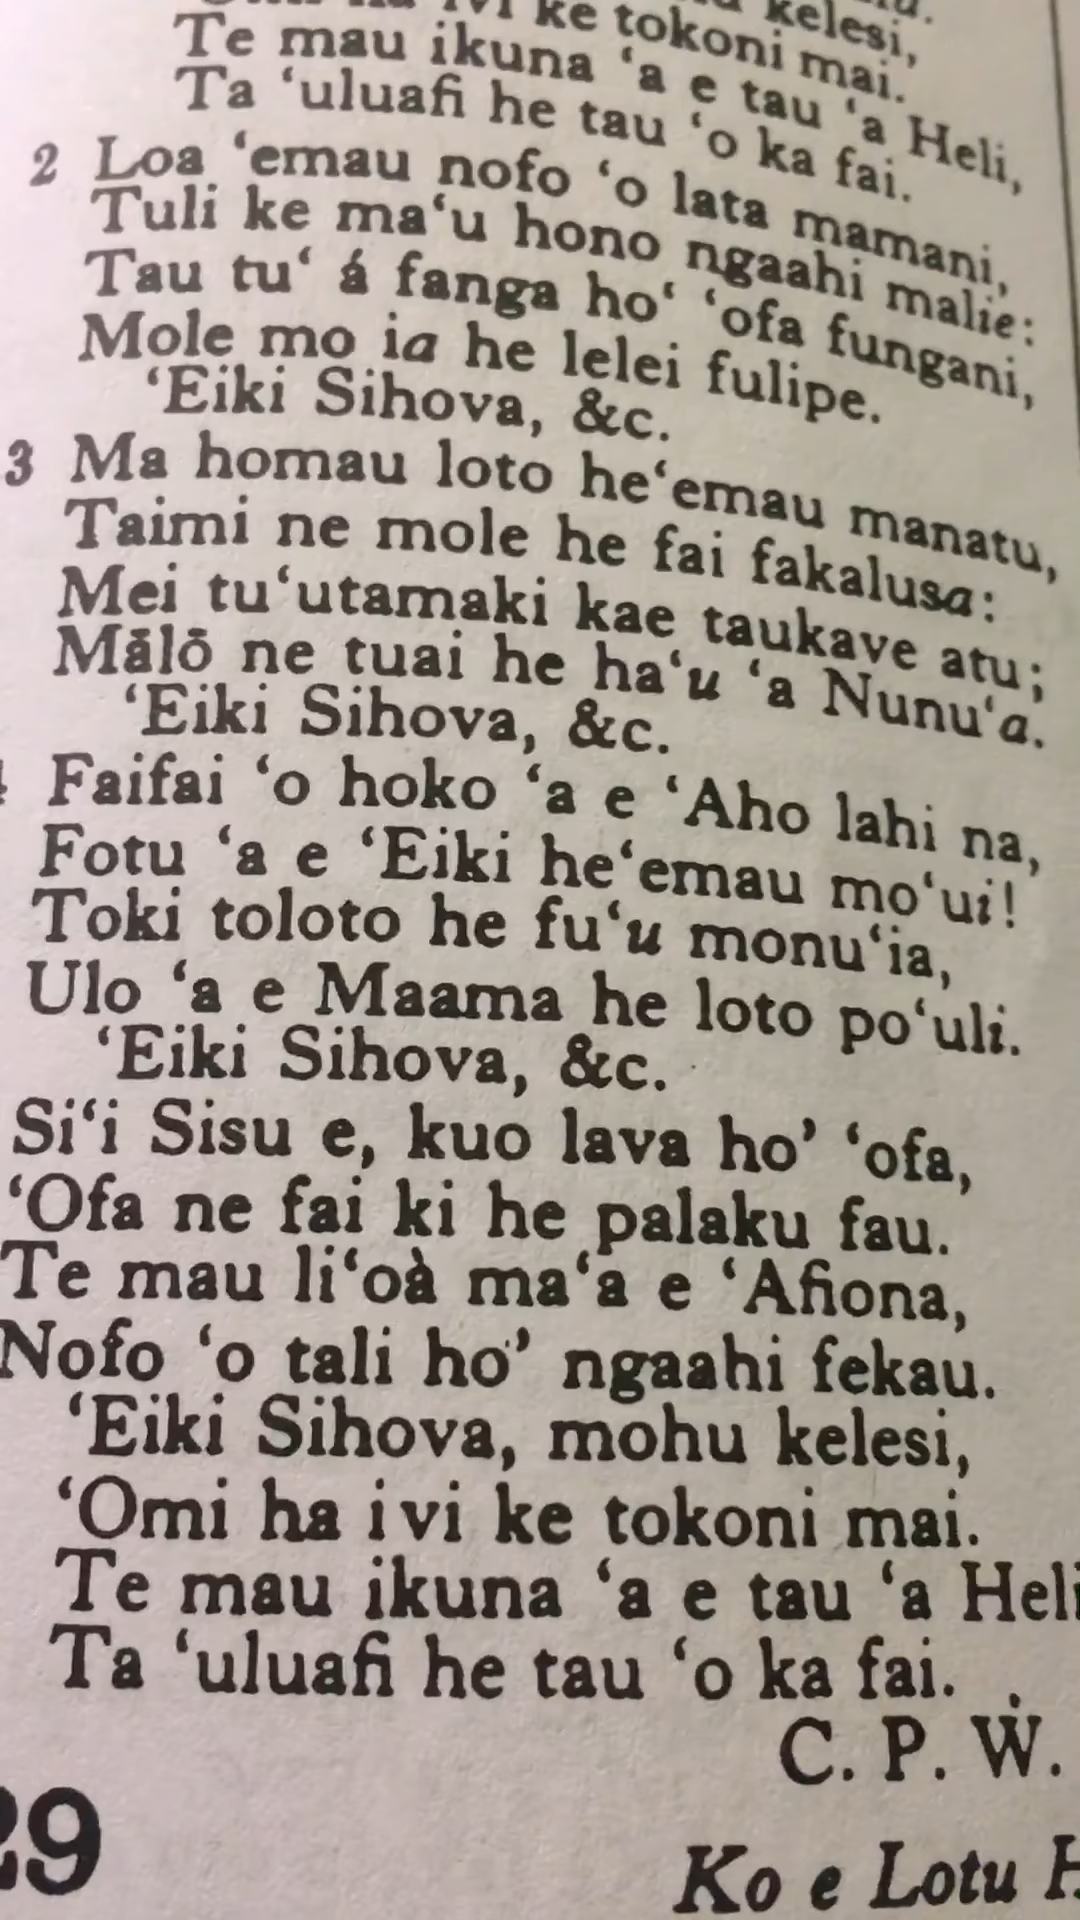 kelesi,
ke tokoni mai.
Te mau ikuna ‘a e tau ‘a Heli,
Ta ‘uluafi he tau ‘o ka fai.
2 Loa ‘emau nofo ‘o lata mamani,
Tuli ke ma‘u hono ngaahi malie:
Tau tu‘ á fanga ho‘ ‘ofa fungani,
Mole mo ia he lelei fulipe.
‘Eiki Sihova, &c.
3 Ma homau loto he‘emau manatu,
Taimi ne mole he fai fakalusa:
Mei tu‘utamaki kae taukave atu;
Mālō ne tuai he ha‘u ‘a Nunu‘a.
‘Eiki Sihova, &c.
Faifai ‘o hoko ‘a e ‘Aho lahi na,
Fotu ‘a e ‘Eiki he‘emau mo‘ui!
Toki toloto he fu‘u monu‘ia,
Ulo ‘a e Maama he loto po‘uli.
‘Eiki Sihova, &c.
Si‘i Sisu e, kuo lava ho’ ‘ofa,
‘Ofa ne fai ki he palaku fau.
Te mau li‘oà ma‘a e ‘Afiona,
Nofo ‘o tali ho’ ngaahi fekau.
‘Eiki Sihova, mohu kelesi,
‘Omi ha ivi ke tokoni mai.
Te mau ikuna ‘a e tau ‘a Heli
Ta ‘uluafi he tau ‘o ka fai.
C. P. W.
29
Ko e Lotu H